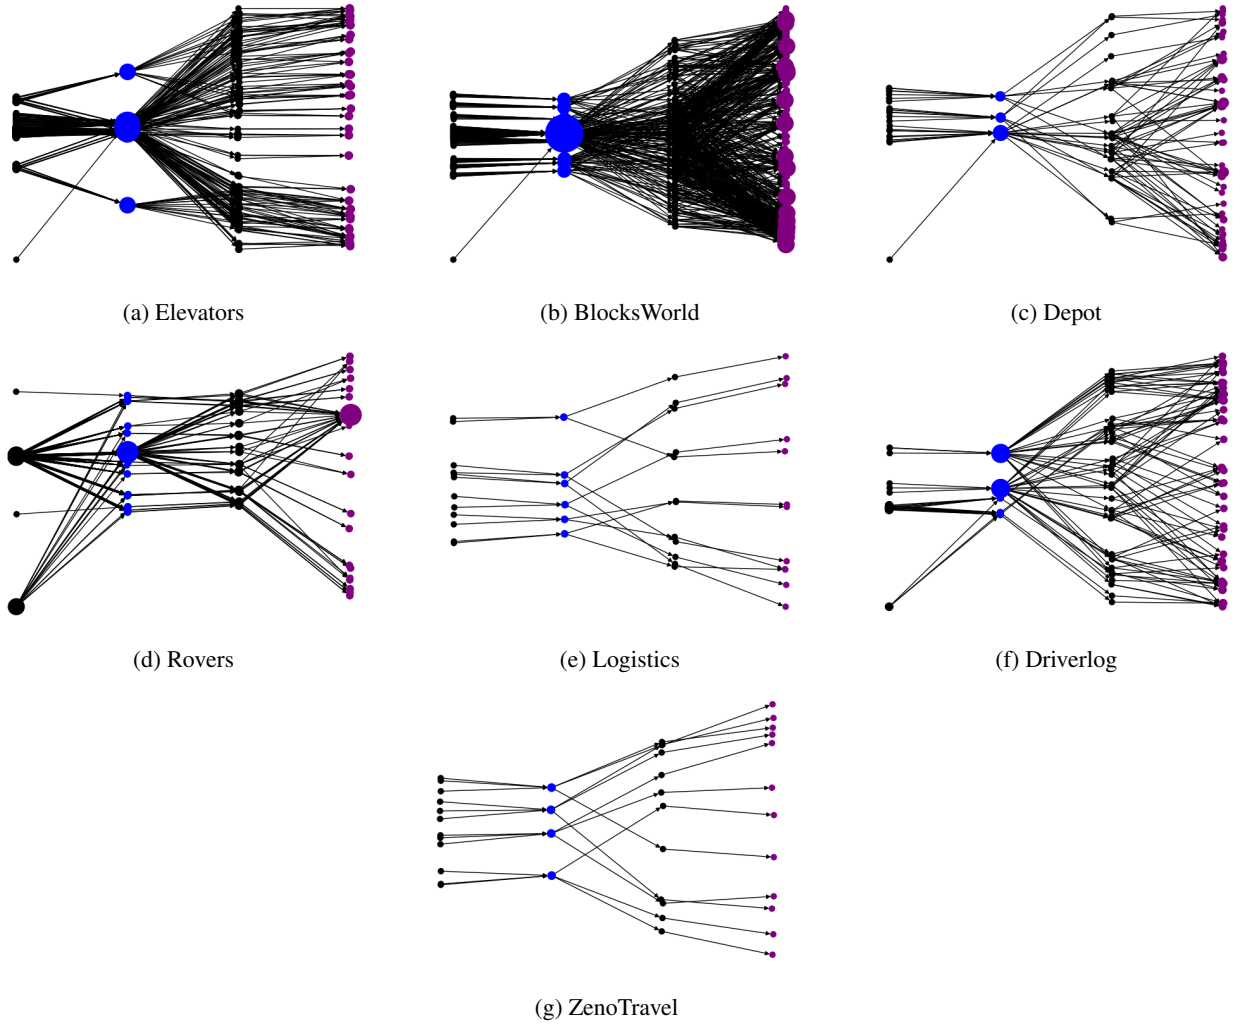 (a) Elevators
(b) BlocksWorld
(c) Depot
(d) Rovers
(e) Logistics
(f) Driverlog
(g) ZenoTravel